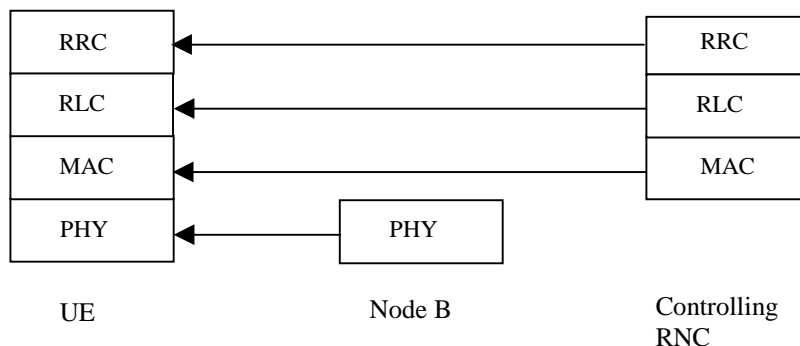 RRC
RRC
RLC
RLC
MAC
MAC
PHY
PHY
UE
Node B
Controlling
RNC